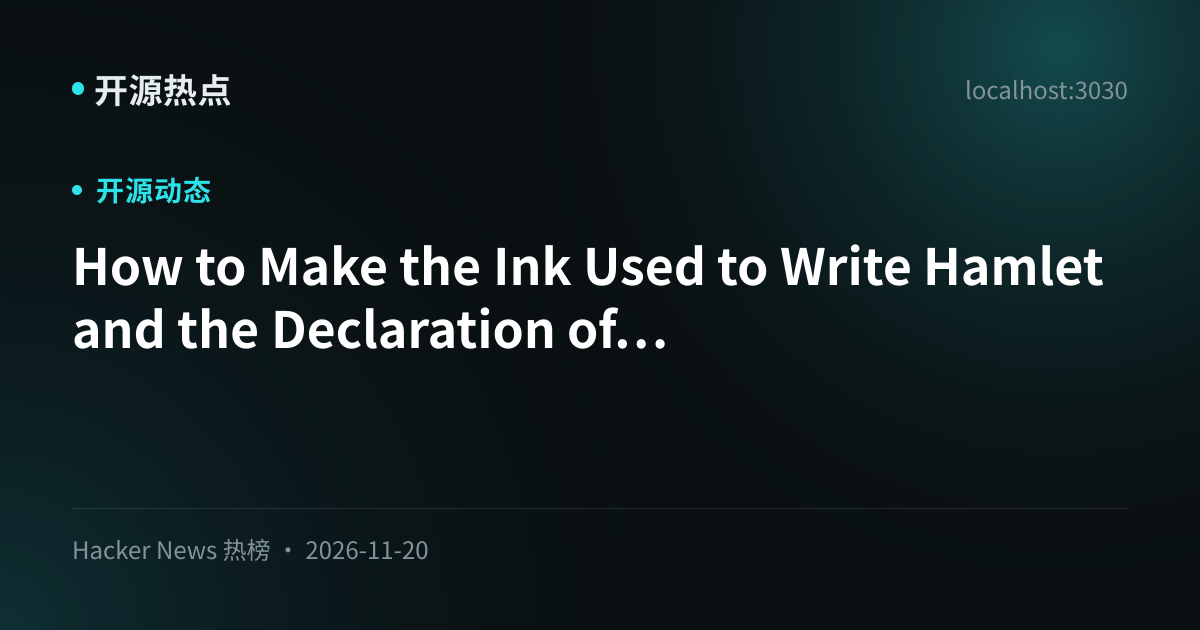 开源热点
localhost:3030
开源动态
How to Make the Ink Used to Write Hamlet
and the Declaration of…
Hacker News 热榜 · 2026-11-20